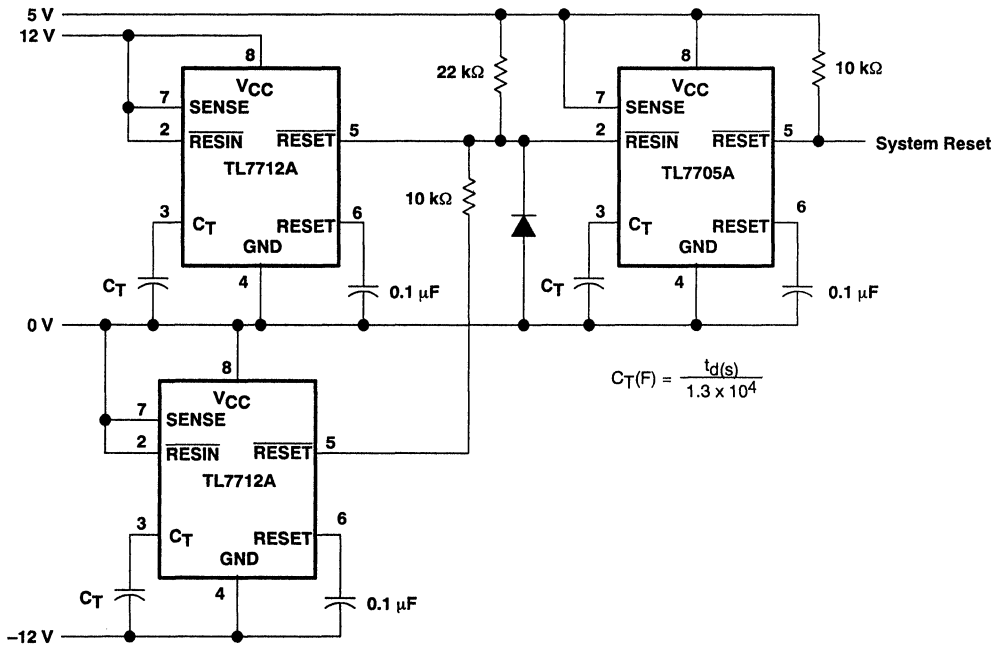 5 V
12 V
8
VCC
7
SENSE
2
RESIN
RESET
5
TL7712A
3
CT
RESET
6
GND
4
CT
0.1 µF
22 kΩ
10 kΩ
8
VCC
7
SENSE
2
RESIN
RESET
5
TL7705A
3
CT
RESET
6
GND
4
CT
0.1 µF
10 kΩ
System Reset
0 V
CT(F) = td(s) / 1.3 x 10⁴
8
VCC
7
SENSE
2
RESIN
RESET
5
TL7712A
3
CT
RESET
6
GND
4
CT
0.1 µF
–12 V